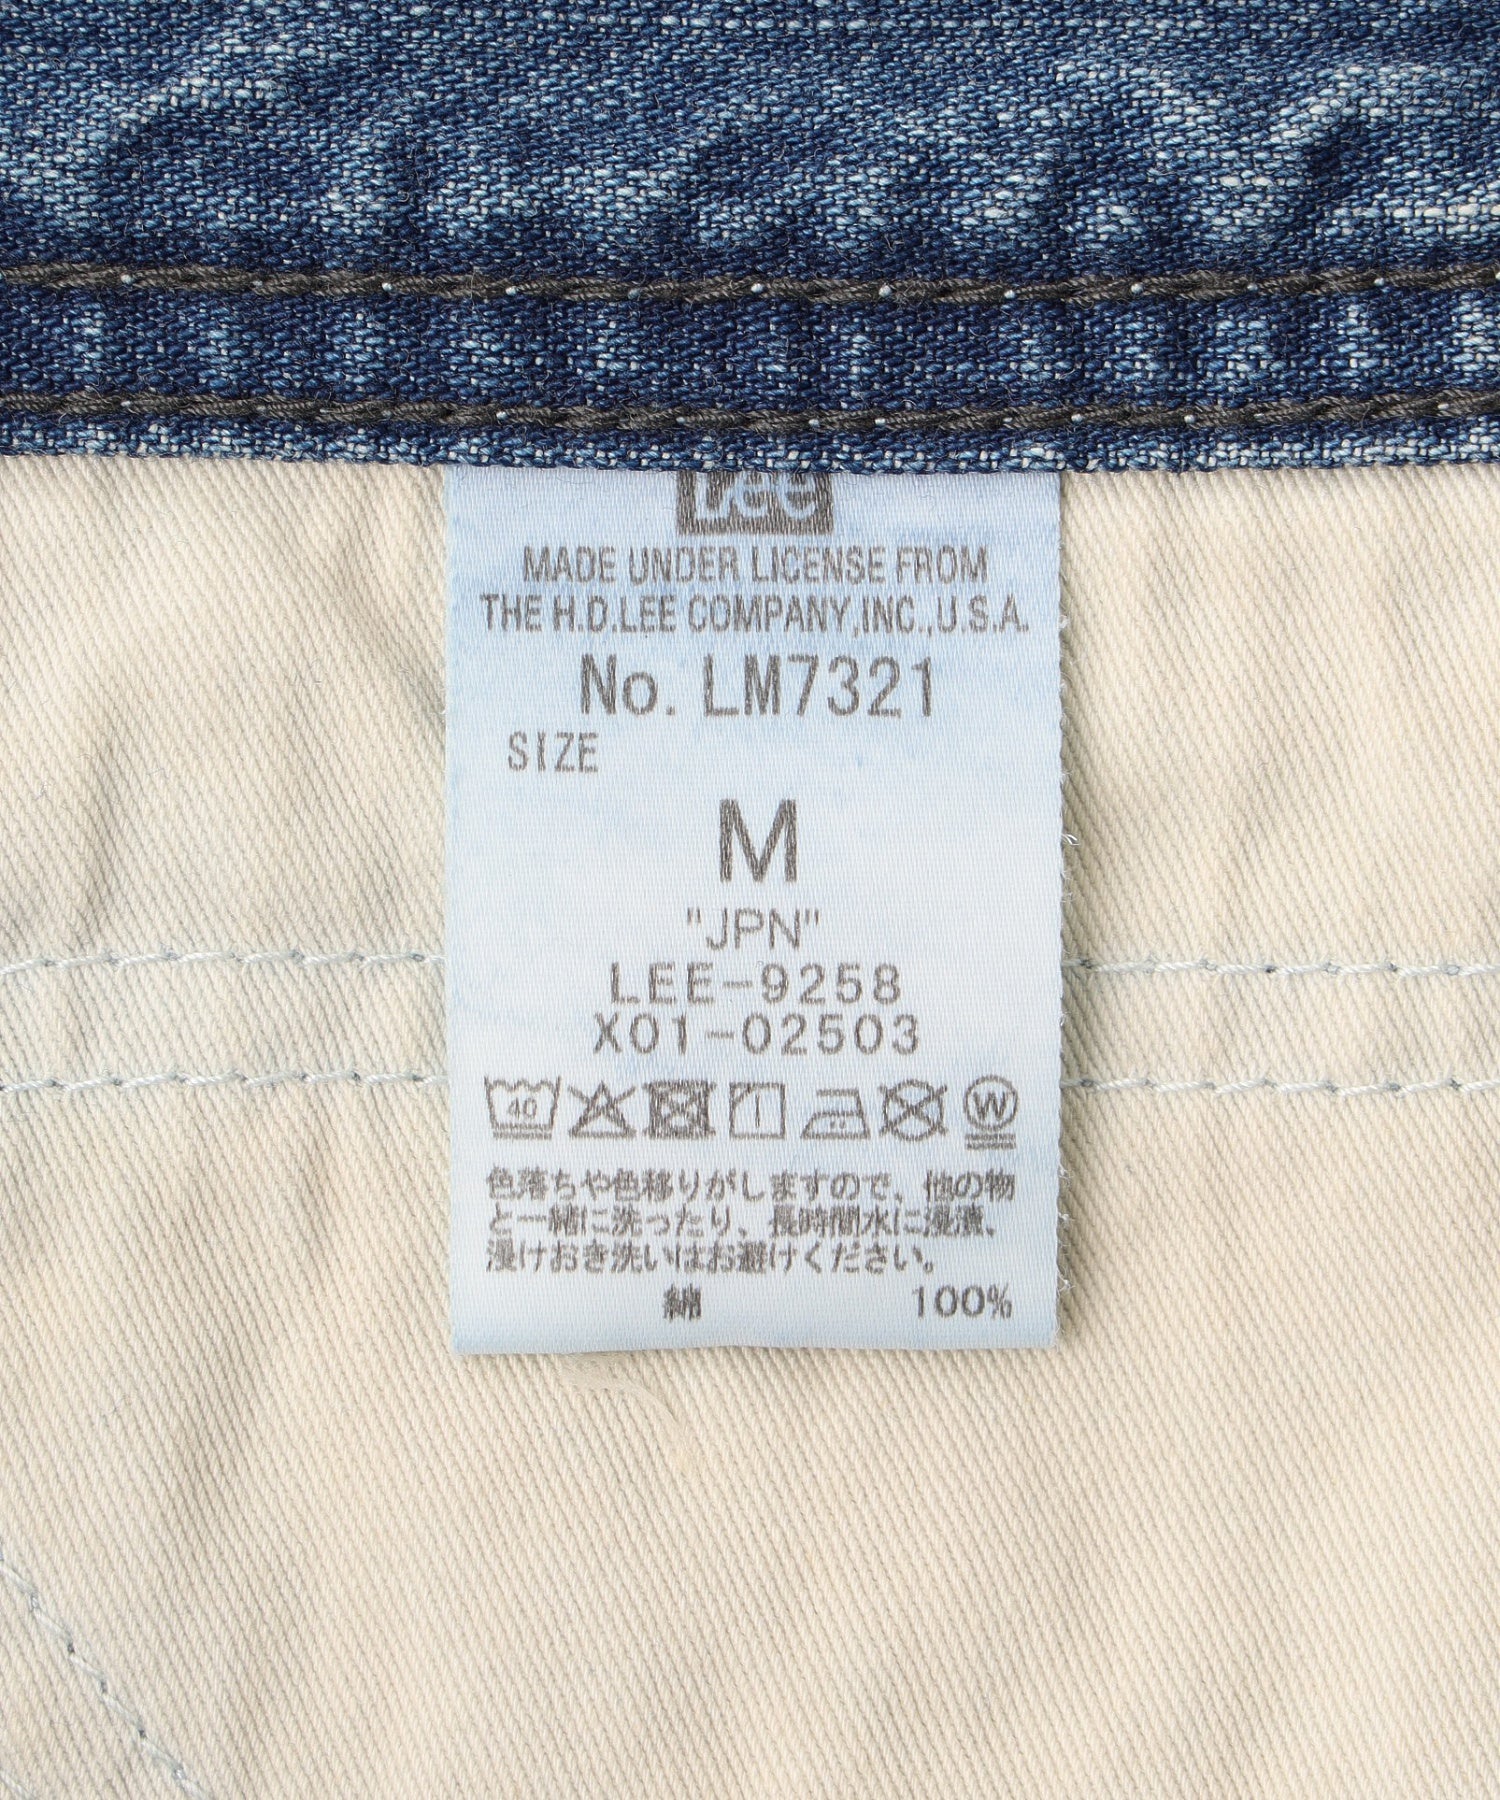 Lee
MADE UNDER LICENSE FROM
THE H.D.LEE COMPANY,INC.,U.S.A.
No. LM7321
SIZE
M
"JPN"
LEE-9258
X01-02503
40 W
色落ちや色移りがしますので、他の物
と一緒に洗ったり、長時間水に浸漬、
浸けおき洗いはお避けください。
綿 100%